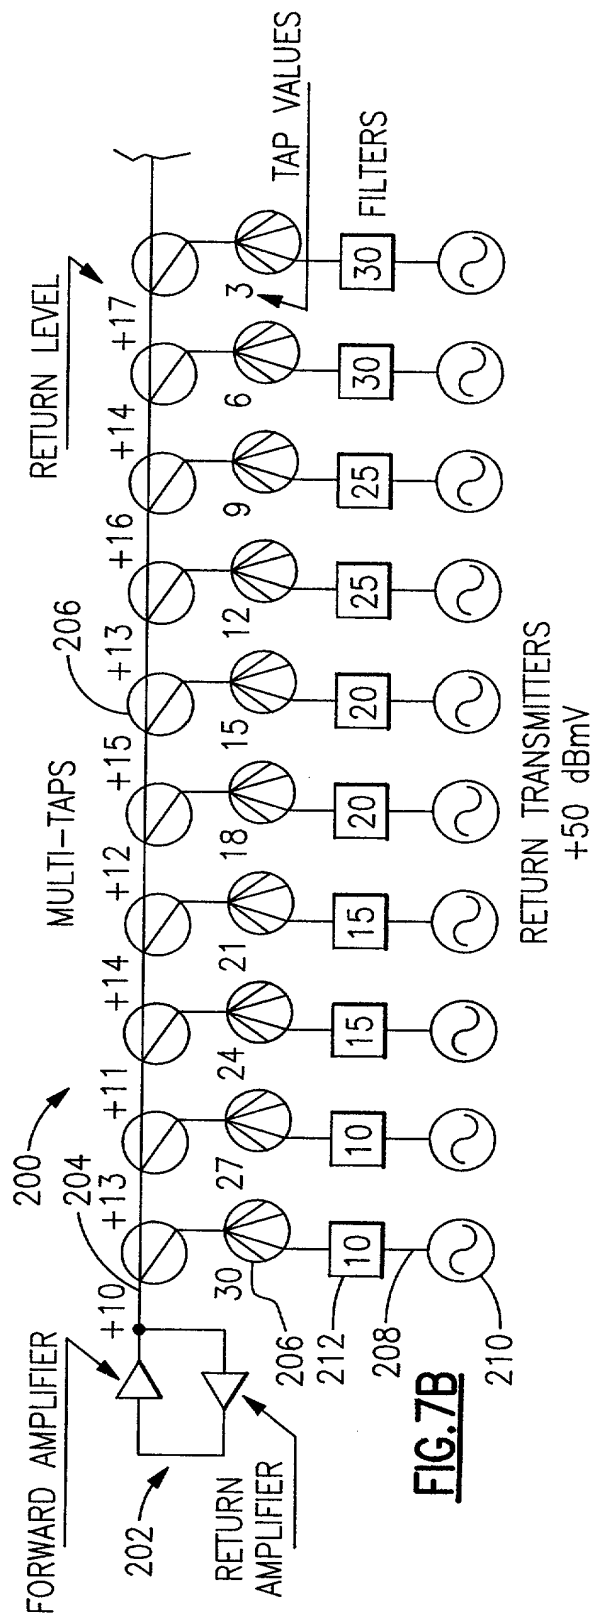 FORWARD AMPLIFIER
202
RETURN
AMPLIFIER
200
204
MULTI-TAPS
206
RETURN LEVEL
+10 +13 +11 +14 +12 +15 +13 +16 +14 +17
30 27 24 21 18 15 12 9 6 3
TAP VALUES
206
212
10 10 15 15 20 20 25 25 30 30
FILTERS
208
210
RETURN TRANSMITTERS
+50 dBmV
FIG.7B